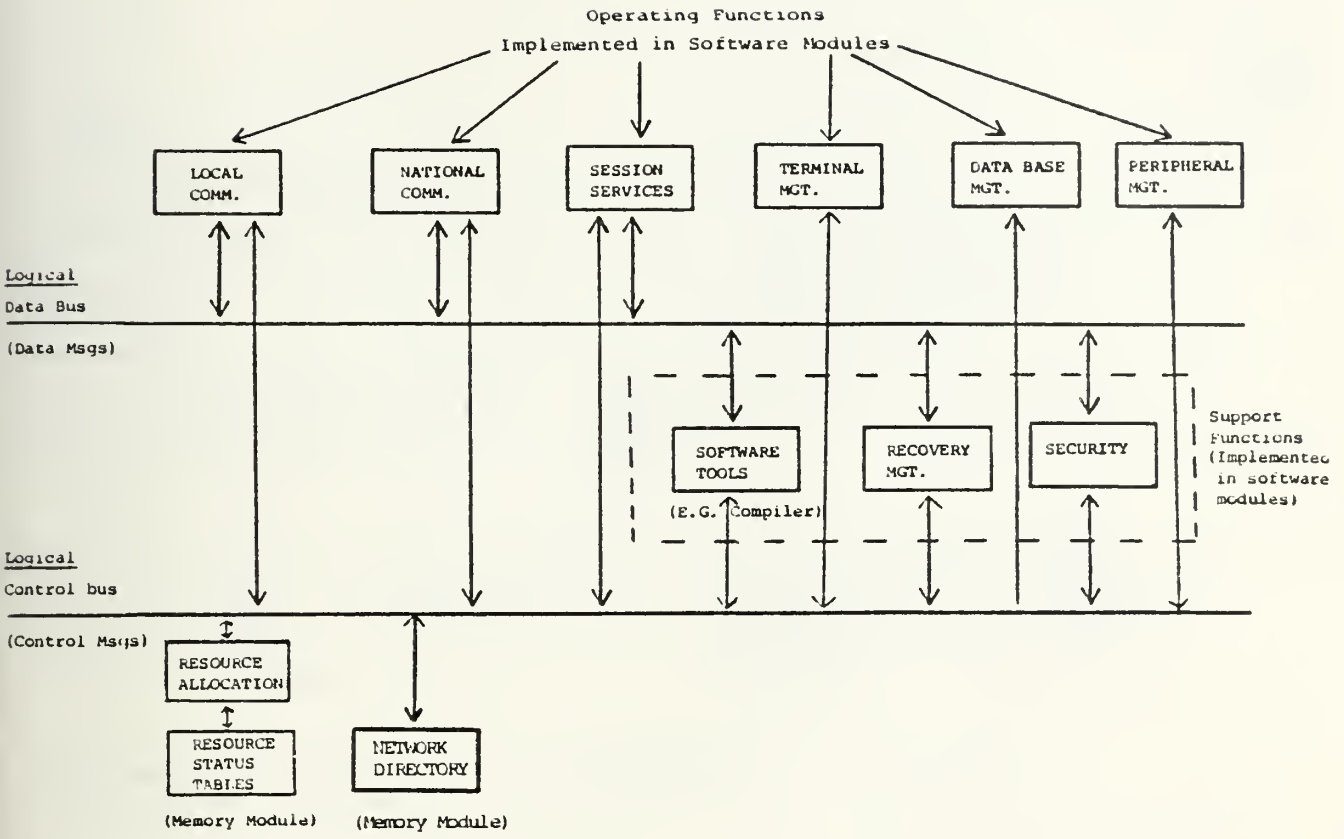 Operating Functions
Implemented in Software Modules
LOCAL
COMM.
NATIONAL
COMM.
SESSION
SERVICES
TERMINAL
MGT.
DATA BASE
MGT.
PERIPHERAL
MGT.
Logical
Data Bus
(Data Msgs)
SOFTWARE
TOOLS
(E.G. Compiler)
RECOVERY
MGT.
SECURITY
Support
Functions
(Implemented
in software
modules)
Logical
Control bus
(Control Msgs)
RESOURCE
ALLOCATION
RESOURCE
STATUS
TABLES
(Memory Module)
NETWORK
DIRECTORY
(Memory Module)